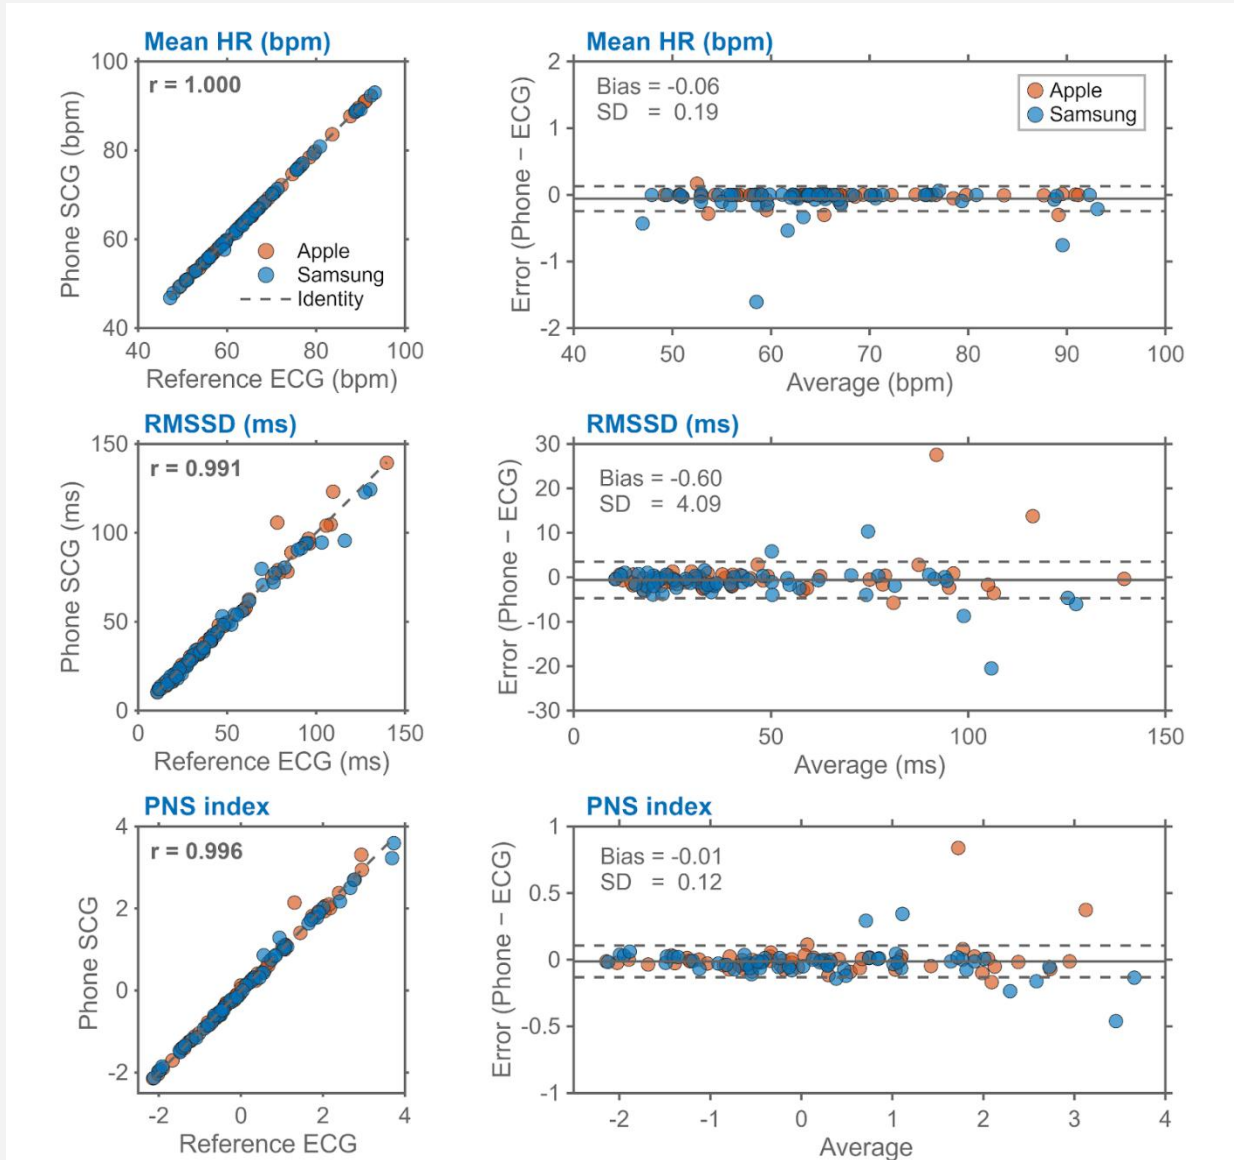 Mean HR (bpm)
r = 1.000
Phone SCG (bpm)
100
80
60
40
Apple
Samsung
Identity
40 60 80 100
Reference ECG (bpm)
Mean HR (bpm)
Bias = -0.06
SD = 0.19
Apple
Samsung
Error (Phone − ECG)
2
1
0
-1
-2
40 50 60 70 80 90 100
Average (bpm)
RMSSD (ms)
r = 0.991
Phone SCG (ms)
150
100
50
0
0 50 100 150
Reference ECG (ms)
RMSSD (ms)
Bias = -0.60
SD = 4.09
Error (Phone − ECG)
30
20
10
0
-10
-20
-30
0 50 100 150
Average (ms)
PNS index
r = 0.996
Phone SCG
4
2
0
-2
-2 0 2 4
Reference ECG
PNS index
Bias = -0.01
SD = 0.12
Error (Phone − ECG)
1
0.5
0
-0.5
-1
-2 -1 0 1 2 3 4
Average